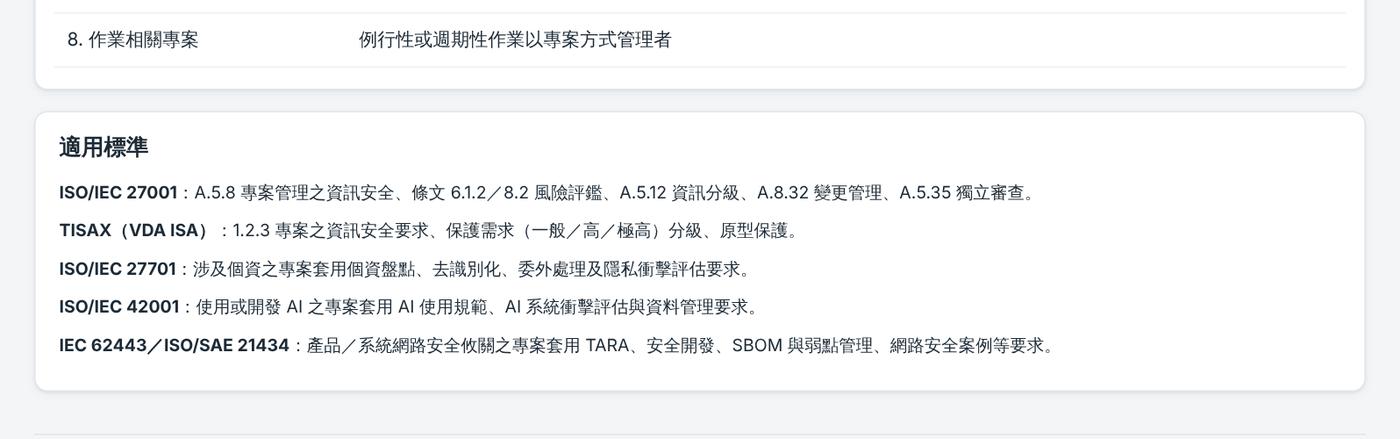 8. 作業相關專案 例行性或週期性作業以專案方式管理者
適用標準
ISO/IEC 27001：A.5.8 專案管理之資訊安全、條文 6.1.2／8.2 風險評鑑、A.5.12 資訊分級、A.8.32 變更管理、A.5.35 獨立審查。
TISAX（VDA ISA）：1.2.3 專案之資訊安全要求、保護需求（一般／高／極高）分級、原型保護。
ISO/IEC 27701：涉及個資之專案套用個資盤點、去識別化、委外處理及隱私衝擊評估要求。
ISO/IEC 42001：使用或開發 AI 之專案套用 AI 使用規範、AI 系統衝擊評估與資料管理要求。
IEC 62443／ISO/SAE 21434：產品／系統網路安全攸關之專案套用 TARA、安全開發、SBOM 與弱點管理、網路安全案例等要求。